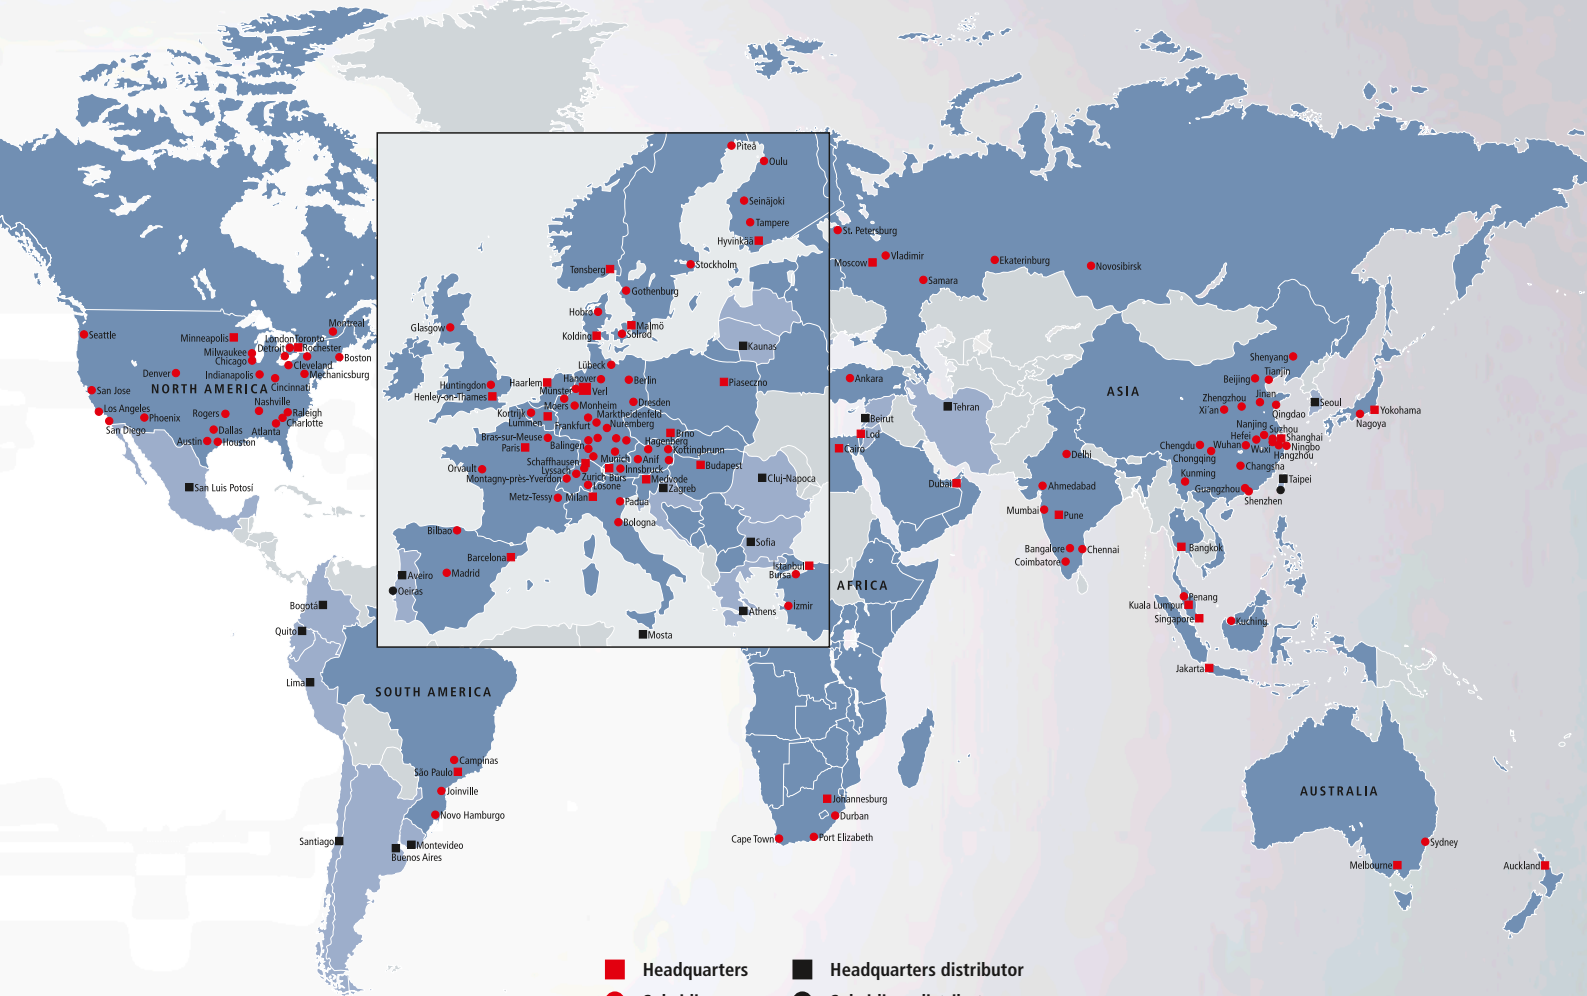 Piteå
Oulu
Seinäjoki
Tampere
Hyvinkää
St. Petersburg
Moscow
Vladimir
Samara
Ekaterinburg
Novosibirsk
Tønsberg
Stockholm
Gothenburg
Hobro
Malmö
Kolding
Solrød
Glasgow
Kaunas
Lübeck
Huntingdon
Henley-on-Thames
Haarlem
Hanover
Berlin
Piaseczno
Münster
Verl
Moers
Monheim
Dresden
Kortrijk
Lummen
Marktheidenfeld
Frankfurt
Nuremberg
Bras-sur-Meuse
Balingen
Hagenberg
Brno
Kottingbrunn
Paris
Munich
Anif
Budapest
Orvault
Schaffhausen
Lyssach
Innsbruck
Montagny-près-Yverdon
Zurich
Bürs
Medvode
Zagreb
Cluj-Napoca
Losone
Metz-Tessy
Milan
Padua
Bologna
Bilbao
Barcelona
Madrid
Aveiro
Oeiras
Sofia
Istanbul
Bursa
Izmir
Athens
Mosta
Seattle
Minneapolis
Montreal
London
Toronto
Detroit
Rochester
Milwaukee
Chicago
Boston
Cleveland
Denver
Indianapolis
Mechanicsburg
Cincinnati
San Jose
NORTH AMERICA
Los Angeles
San Diego
Phoenix
Rogers
Nashville
Raleigh
Charlotte
Atlanta
Dallas
Austin
Houston
San Luis Potosí
Bogotá
Quito
Lima
SOUTH AMERICA
Campinas
São Paulo
Joinville
Novo Hamburgo
Santiago
Montevideo
Buenos Aires
Ankara
Beirut
Lod
Cairo
Tehran
Dubai
AFRICA
Johannesburg
Durban
Cape Town
Port Elizabeth
ASIA
Shenyang
Beijing
Tianjin
Zhengzhou
Jinan
Xi'an
Qingdao
Seoul
Yokohama
Nagoya
Nanjing
Suzhou
Hefei
Shanghai
Chengdu
Wuhan
Wuxi
Ningbo
Hangzhou
Chongqing
Changsha
Kunming
Taipei
Guangzhou
Shenzhen
Delhi
Ahmedabad
Mumbai
Pune
Bangalore
Chennai
Coimbatore
Bangkok
Penang
Kuala Lumpur
Singapore
Kuching
Jakarta
AUSTRALIA
Sydney
Melbourne
Auckland
Headquarters
Headquarters distributor